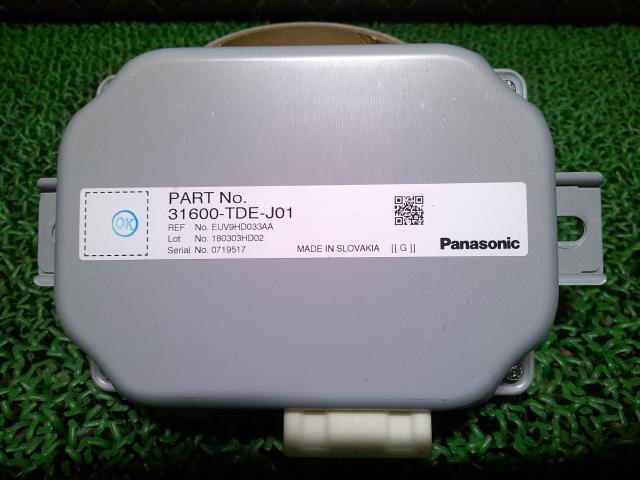 PART No.
31600-TDE-J01
REF No. EUV9HD033AA
Lot No. 180303HD02
Serial No. 0719517
MADE IN SLOVAKIA [[ G ]]
Panasonic
OK